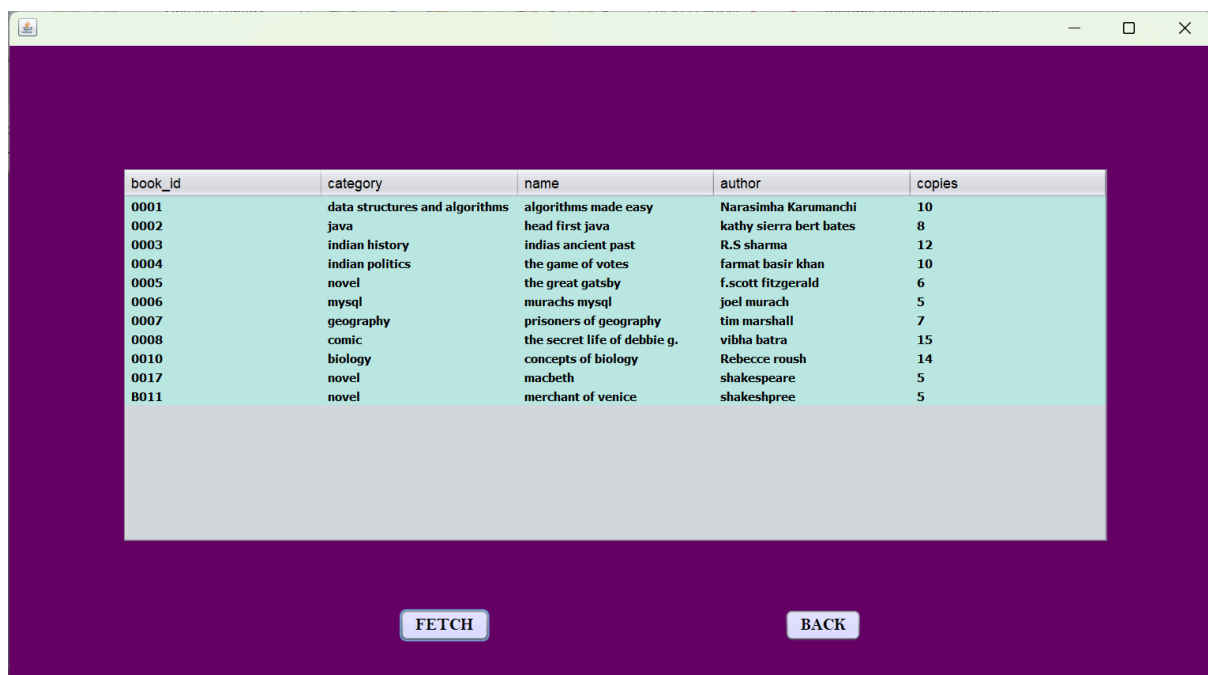 book_id category name author copies
0001 data structures and algorithms algorithms made easy Narasimha Karumanchi 10
0002 java head first java kathy sierra bert bates 8
0003 indian history indias ancient past R.S sharma 12
0004 indian politics the game of votes farmat basir khan 10
0005 novel the great gatsby f.scott fitzgerald 6
0006 mysql murachs mysql joel murach 5
0007 geography prisoners of geography tim marshall 7
0008 comic the secret life of debbie g. vibha batra 15
0010 biology concepts of biology Rebecce roush 14
0017 novel macbeth shakespeare 5
B011 novel merchant of venice shakeshpree 5
FETCH BACK